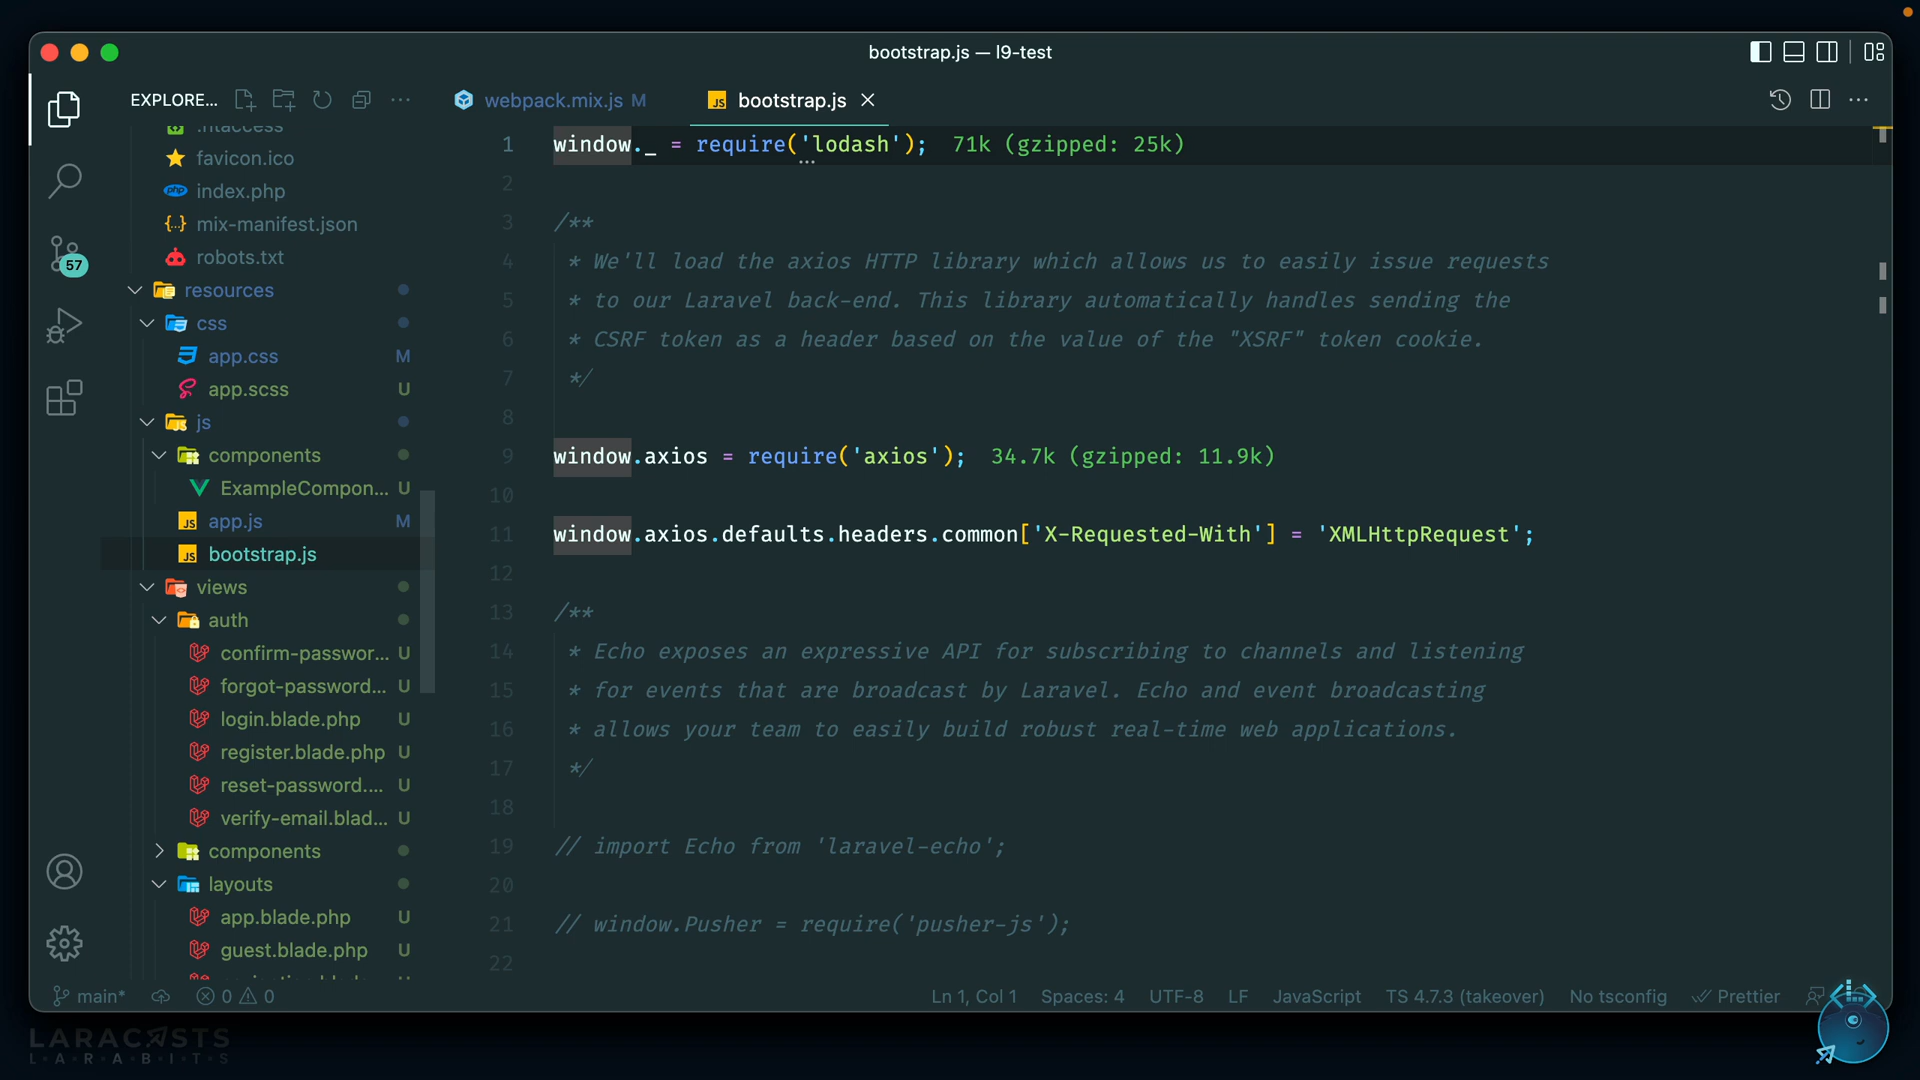 bootstrap.js — l9-test
EXPLORE...
webpack.mix.js M
bootstrap.js
.htaccess
favicon.ico
index.php
mix-manifest.json
robots.txt
resources
css
app.css M
app.scss U
js
components
ExampleCompon... U
app.js M
bootstrap.js
views
auth
confirm-passwor... U
forgot-password... U
login.blade.php U
register.blade.php U
reset-password.... U
verify-email.blad... U
components
layouts
app.blade.php U
guest.blade.php U
57
1 window._ = require('lodash'); 71k (gzipped: 25k)
2
3 /**
4 * We'll load the axios HTTP library which allows us to easily issue requests
5 * to our Laravel back-end. This library automatically handles sending the
6 * CSRF token as a header based on the value of the "XSRF" token cookie.
7 */
8
9 window.axios = require('axios'); 34.7k (gzipped: 11.9k)
10
11 window.axios.defaults.headers.common['X-Requested-With'] = 'XMLHttpRequest';
12
13 /**
14 * Echo exposes an expressive API for subscribing to channels and listening
15 * for events that are broadcast by Laravel. Echo and event broadcasting
16 * allows your team to easily build robust real-time web applications.
17 */
18
19 // import Echo from 'laravel-echo';
20
21 // window.Pusher = require('pusher-js');
22
main* 0 0 Ln 1, Col 1 Spaces: 4 UTF-8 LF JavaScript TS 4.7.3 (takeover) No tsconfig Prettier
LARACASTS
LARABITS